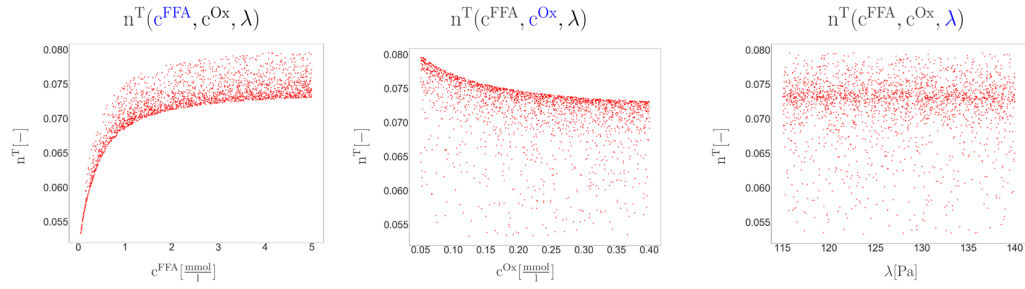 n^T(c^FFA, c^Ox, λ)
0.080
0.075
0.070
0.065
0.060
0.055
n^T[−]
0 1 2 3 4 5
c^FFA[mmol/l]
n^T(c^FFA, c^Ox, λ)
0.080
0.075
0.070
0.065
0.060
0.055
n^T[−]
0.05 0.10 0.15 0.20 0.25 0.30 0.35 0.40
c^Ox[mmol/l]
n^T(c^FFA, c^Ox, λ)
0.080
0.075
0.070
0.065
0.060
0.055
n^T[−]
115 120 125 130 135 140
λ[Pa]